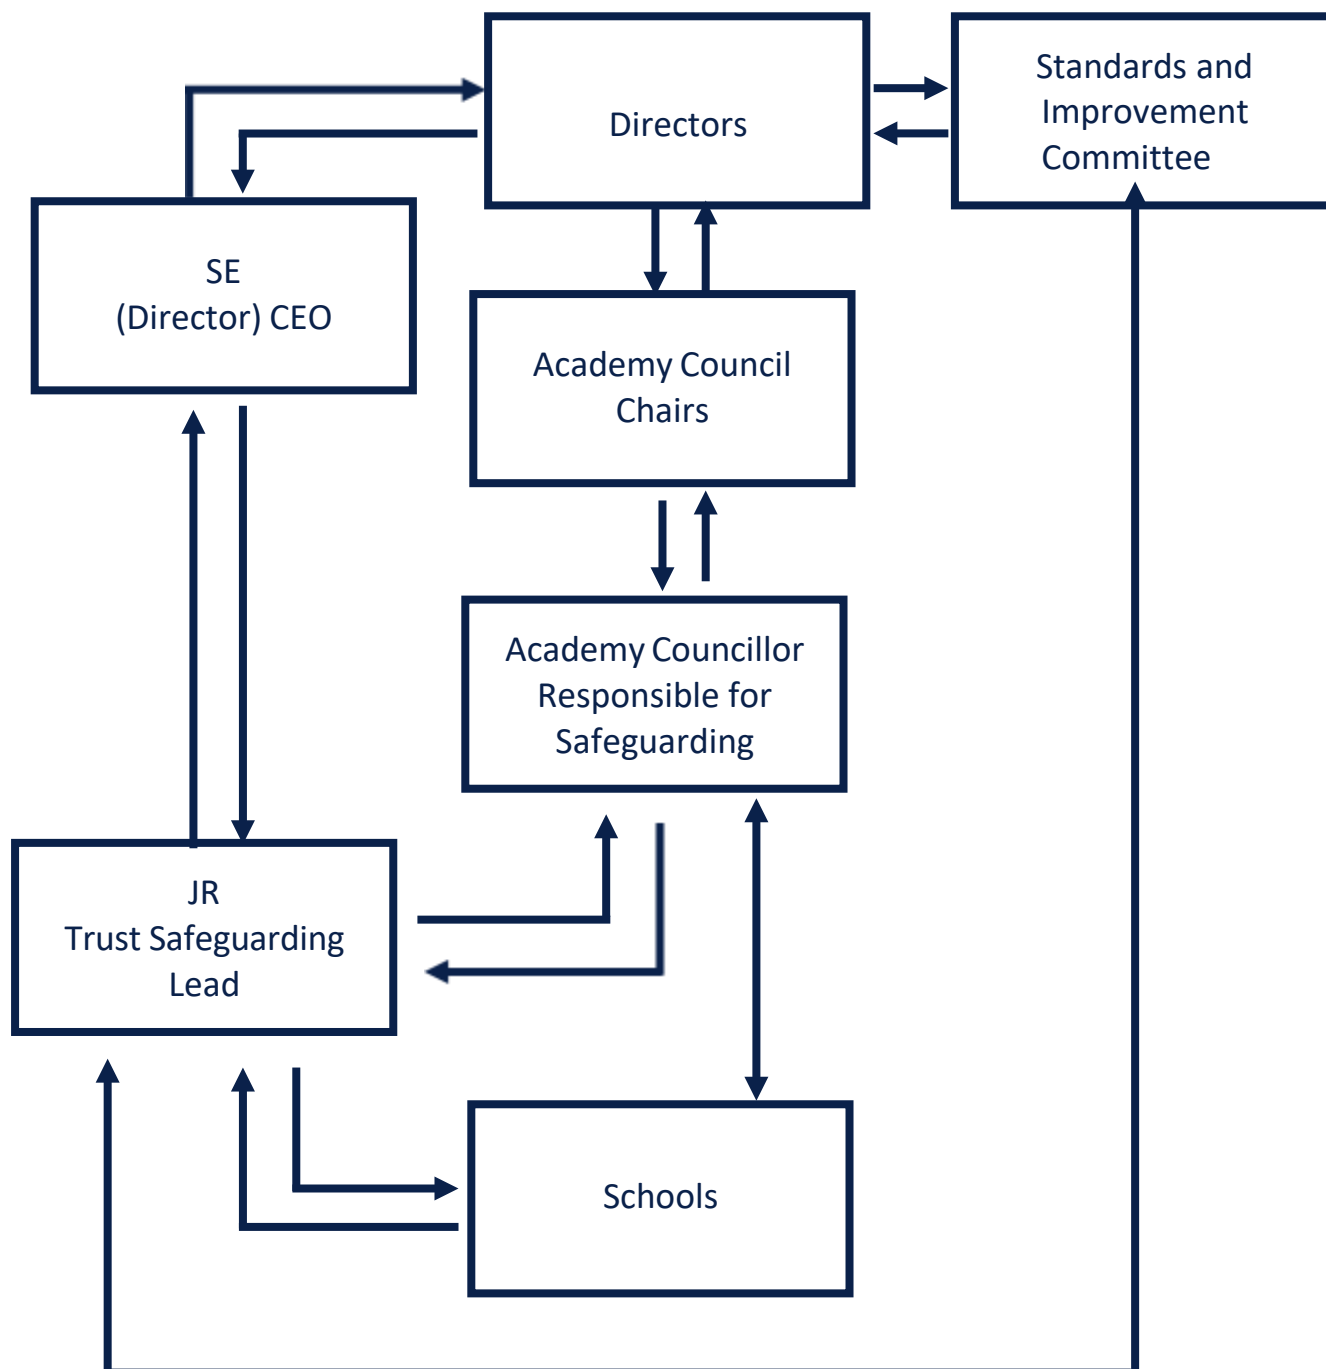 Directors
Standards and
Improvement
Committee
SE
(Director) CEO
Academy Council
Chairs
Academy Councillor
Responsible for
Safeguarding
JR
Trust Safeguarding
Lead
Schools